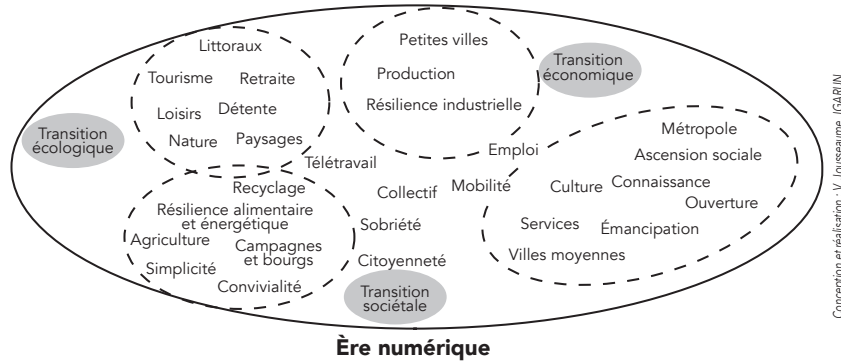 Littoraux
Tourisme
Retraite
Loisirs
Détente
Nature
Paysages
Petites villes
Production
Résilience industrielle
Transition
économique
Transition
écologique
Télétravail
Emploi
Métropole
Ascension sociale
Culture
Connaissance
Ouverture
Services
Émancipation
Villes moyennes
Collectif
Mobilité
Sobriété
Citoyenneté
Recyclage
Résilience alimentaire
et énergétique
Agriculture
Campagnes
et bourgs
Simplicité
Convivialité
Transition
sociétale
Ère numérique
Conception et réalisation : V. Jousseaume, IGARUN